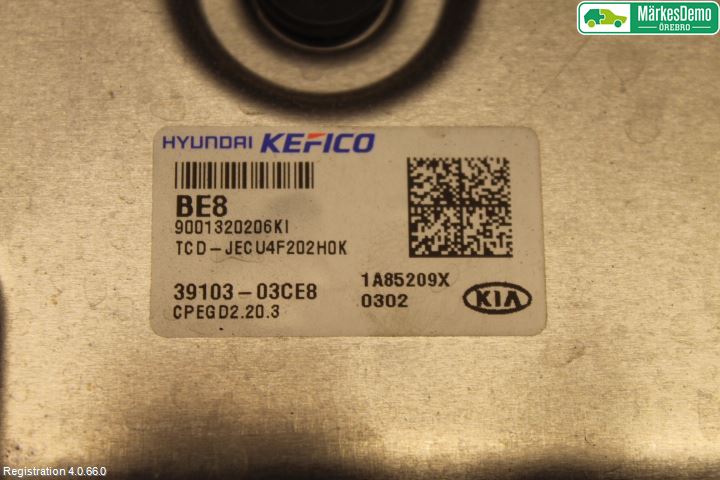 MärkesDemo
ÖREBRO
HYUNDAI KEFICO
BE8
9001320206KI
TCD-JECU4F202H0K
39103-03CE8
1A85209X
CPEGD2.20.3
0302
KIA
Registration 4.0.66.0